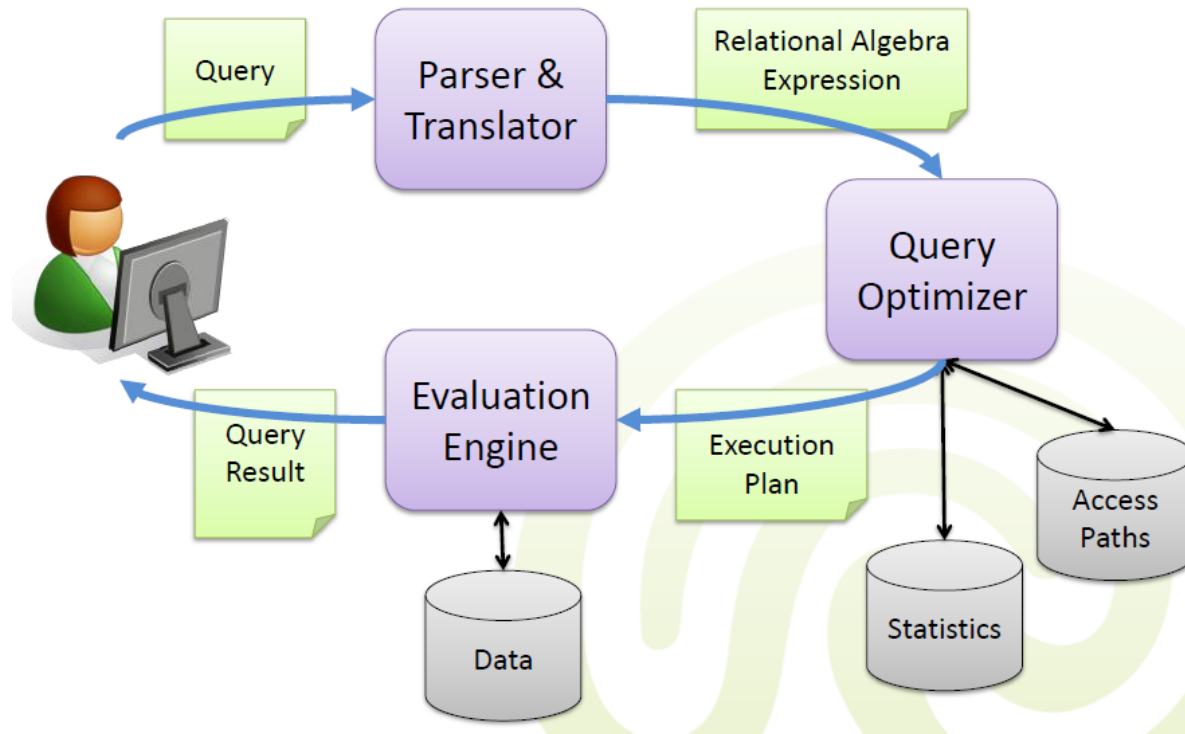 Query
Parser &
Translator
Relational Algebra
Expression
Query
Optimizer
Evaluation
Engine
Query
Result
Execution
Plan
Access
Paths
Statistics
Data